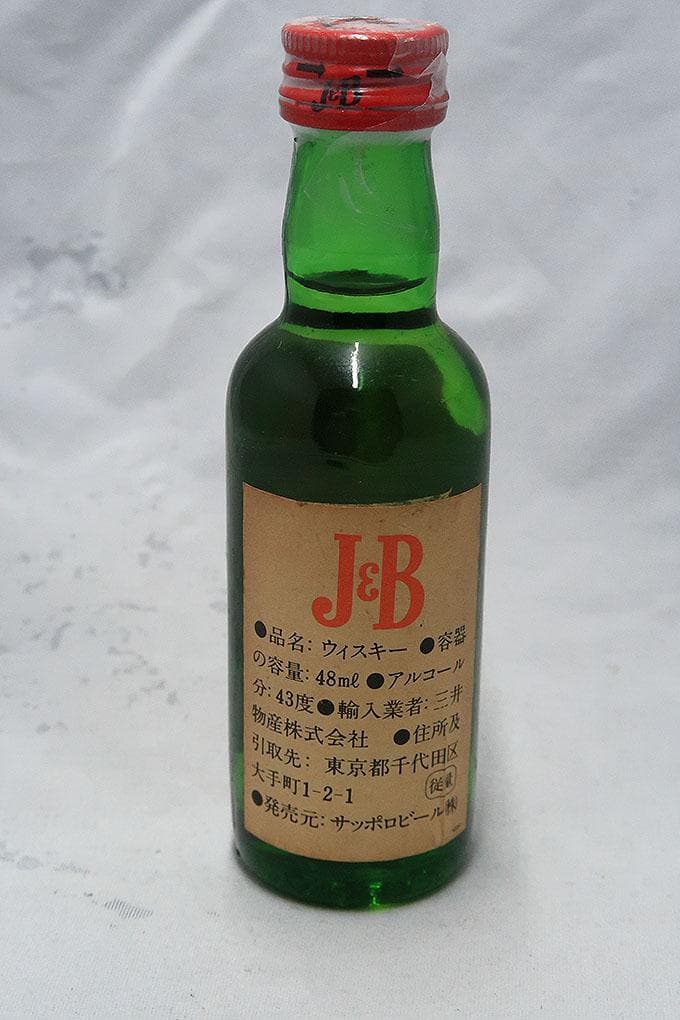 J&B
J&B
●品名: ウィスキー ●容器
の容量: 48ml ●アルコール
分: 43度●輸入業者: 三井
物産株式会社 ●住所及
引取先: 東京都千代田区
大手町1-2-1 従量
●発売元: サッポロビール㈱